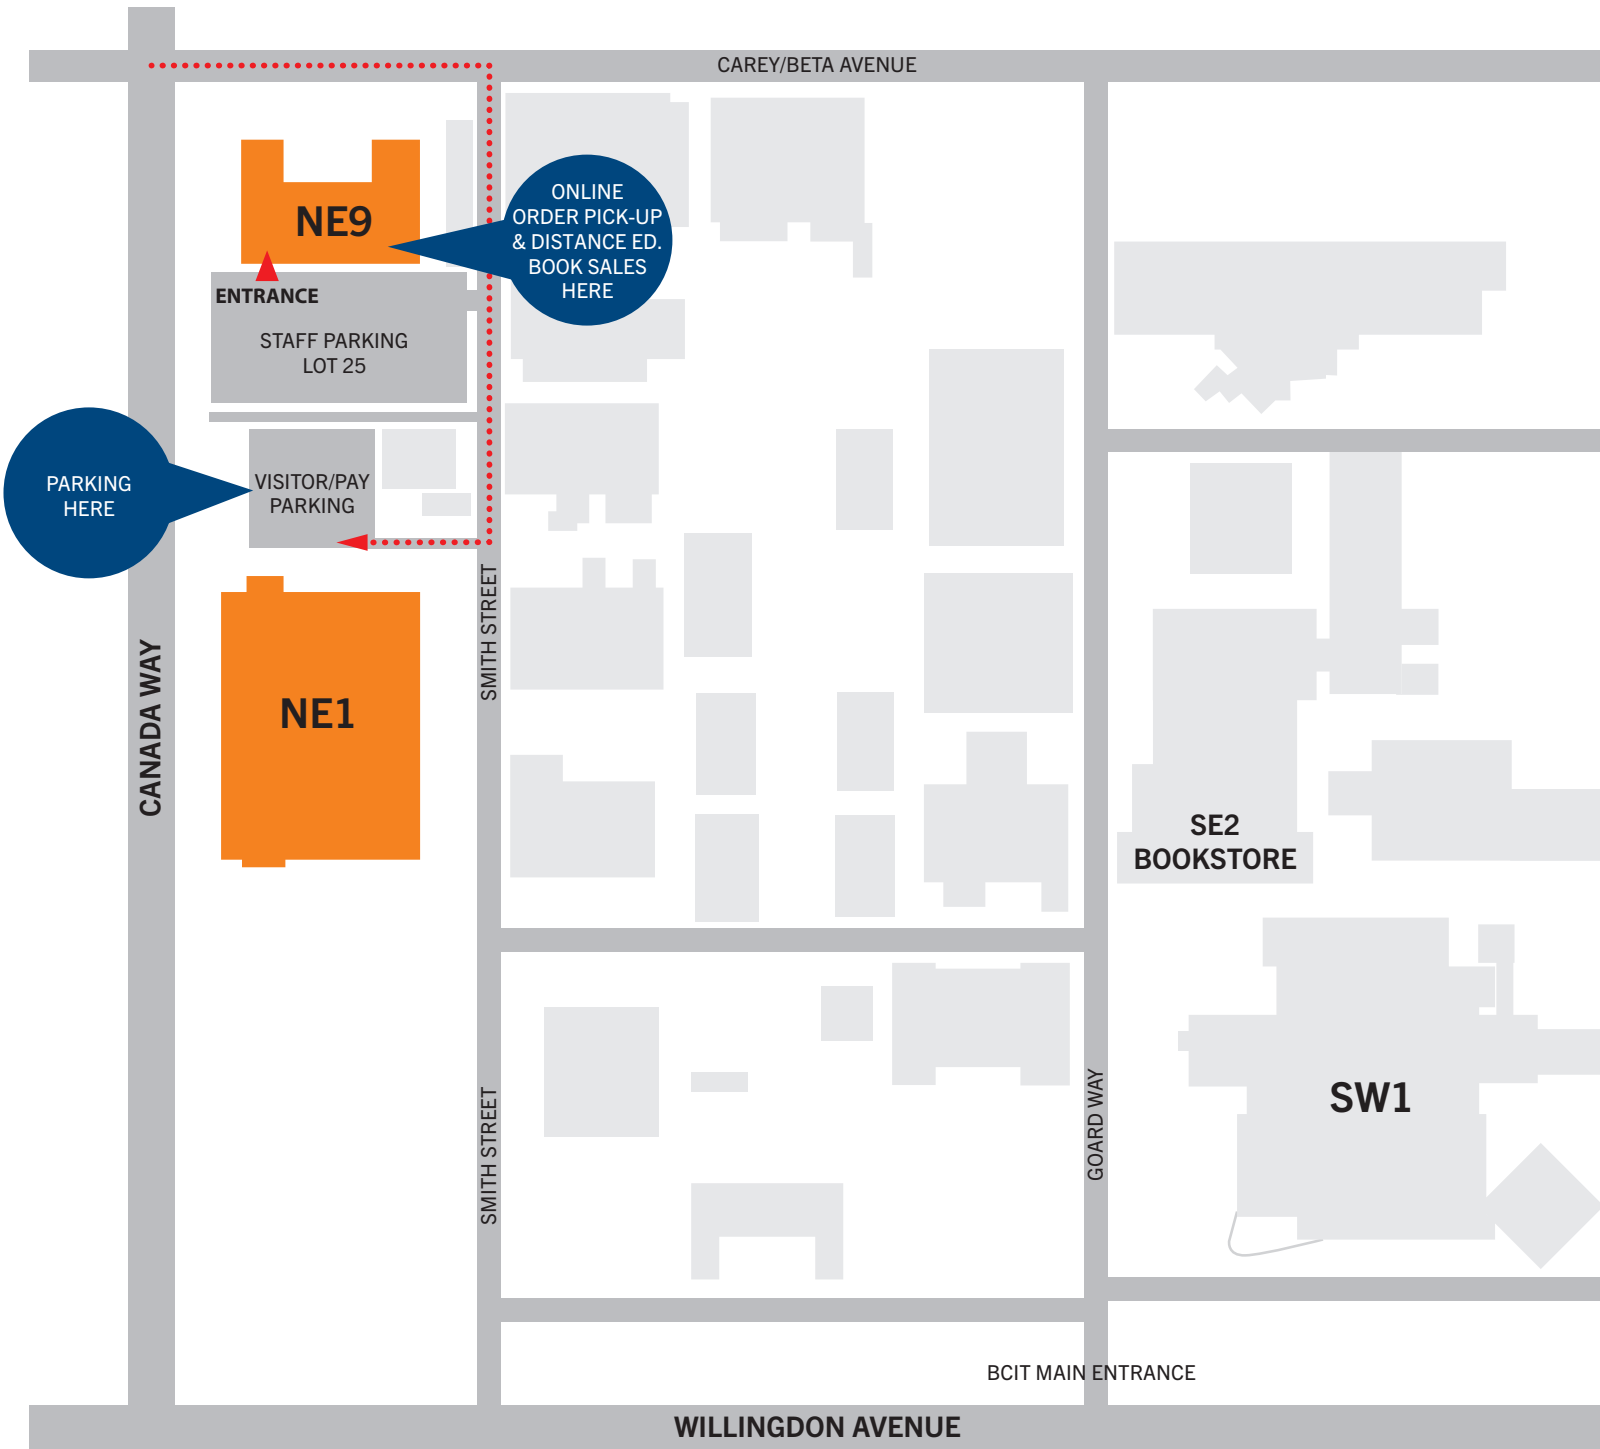 CAREY/BETA AVENUE
NE9
ONLINE
ORDER PICK-UP
& DISTANCE ED.
BOOK SALES
HERE
ENTRANCE
STAFF PARKING
LOT 25
PARKING
HERE
VISITOR/PAY
PARKING
SMITH STREET
CANADA WAY
NE1
SE2
BOOKSTORE
SMITH STREET
GOARD WAY
SW1
BCIT MAIN ENTRANCE
WILLINGDON AVENUE